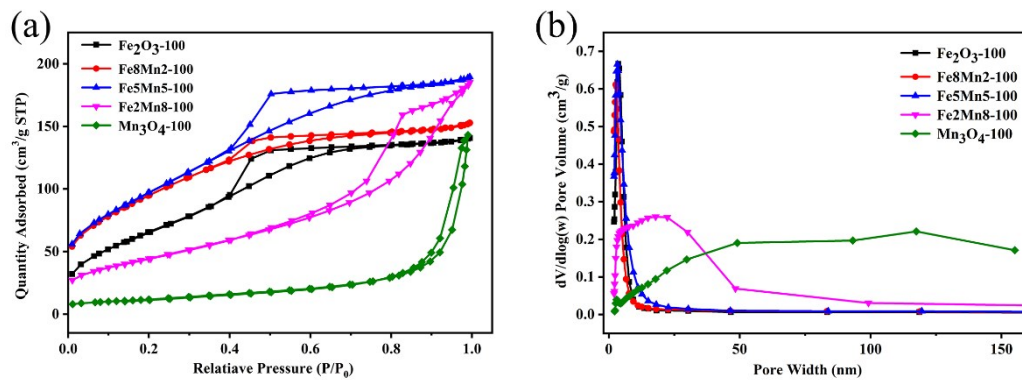 (a)
Fe₂O₃-100
Fe8Mn2-100
Fe5Mn5-100
Fe2Mn8-100
Mn₃O₄-100
200
150
100
50
0
0.0 0.2 0.4 0.6 0.8 1.0
Quantity Adsorbed (cm³/g STP)
Relatiave Pressure (P/P₀)
(b)
Fe₂O₃-100
Fe8Mn2-100
Fe5Mn5-100
Fe2Mn8-100
Mn₃O₄-100
0.7
0.6
0.5
0.4
0.3
0.2
0.1
0.0
0 50 100 150
dV/dlog(w) Pore Volume (cm³/g)
Pore Width (nm)